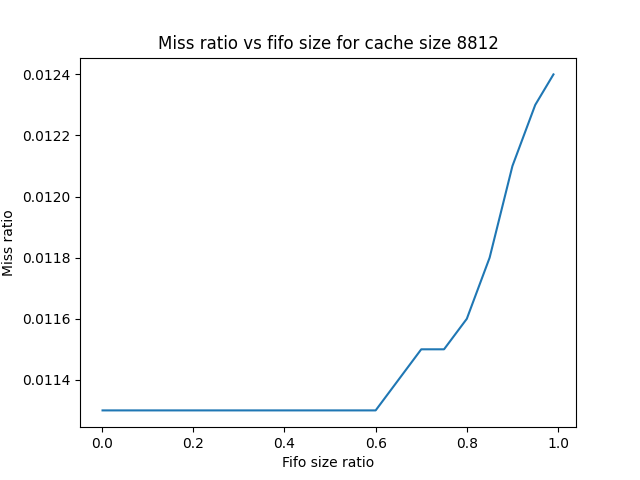 Miss ratio vs fifo size for cache size 8812
Miss ratio
0.0124
0.0122
0.0120
0.0118
0.0116
0.0114
0.0 0.2 0.4 0.6 0.8 1.0
Fifo size ratio